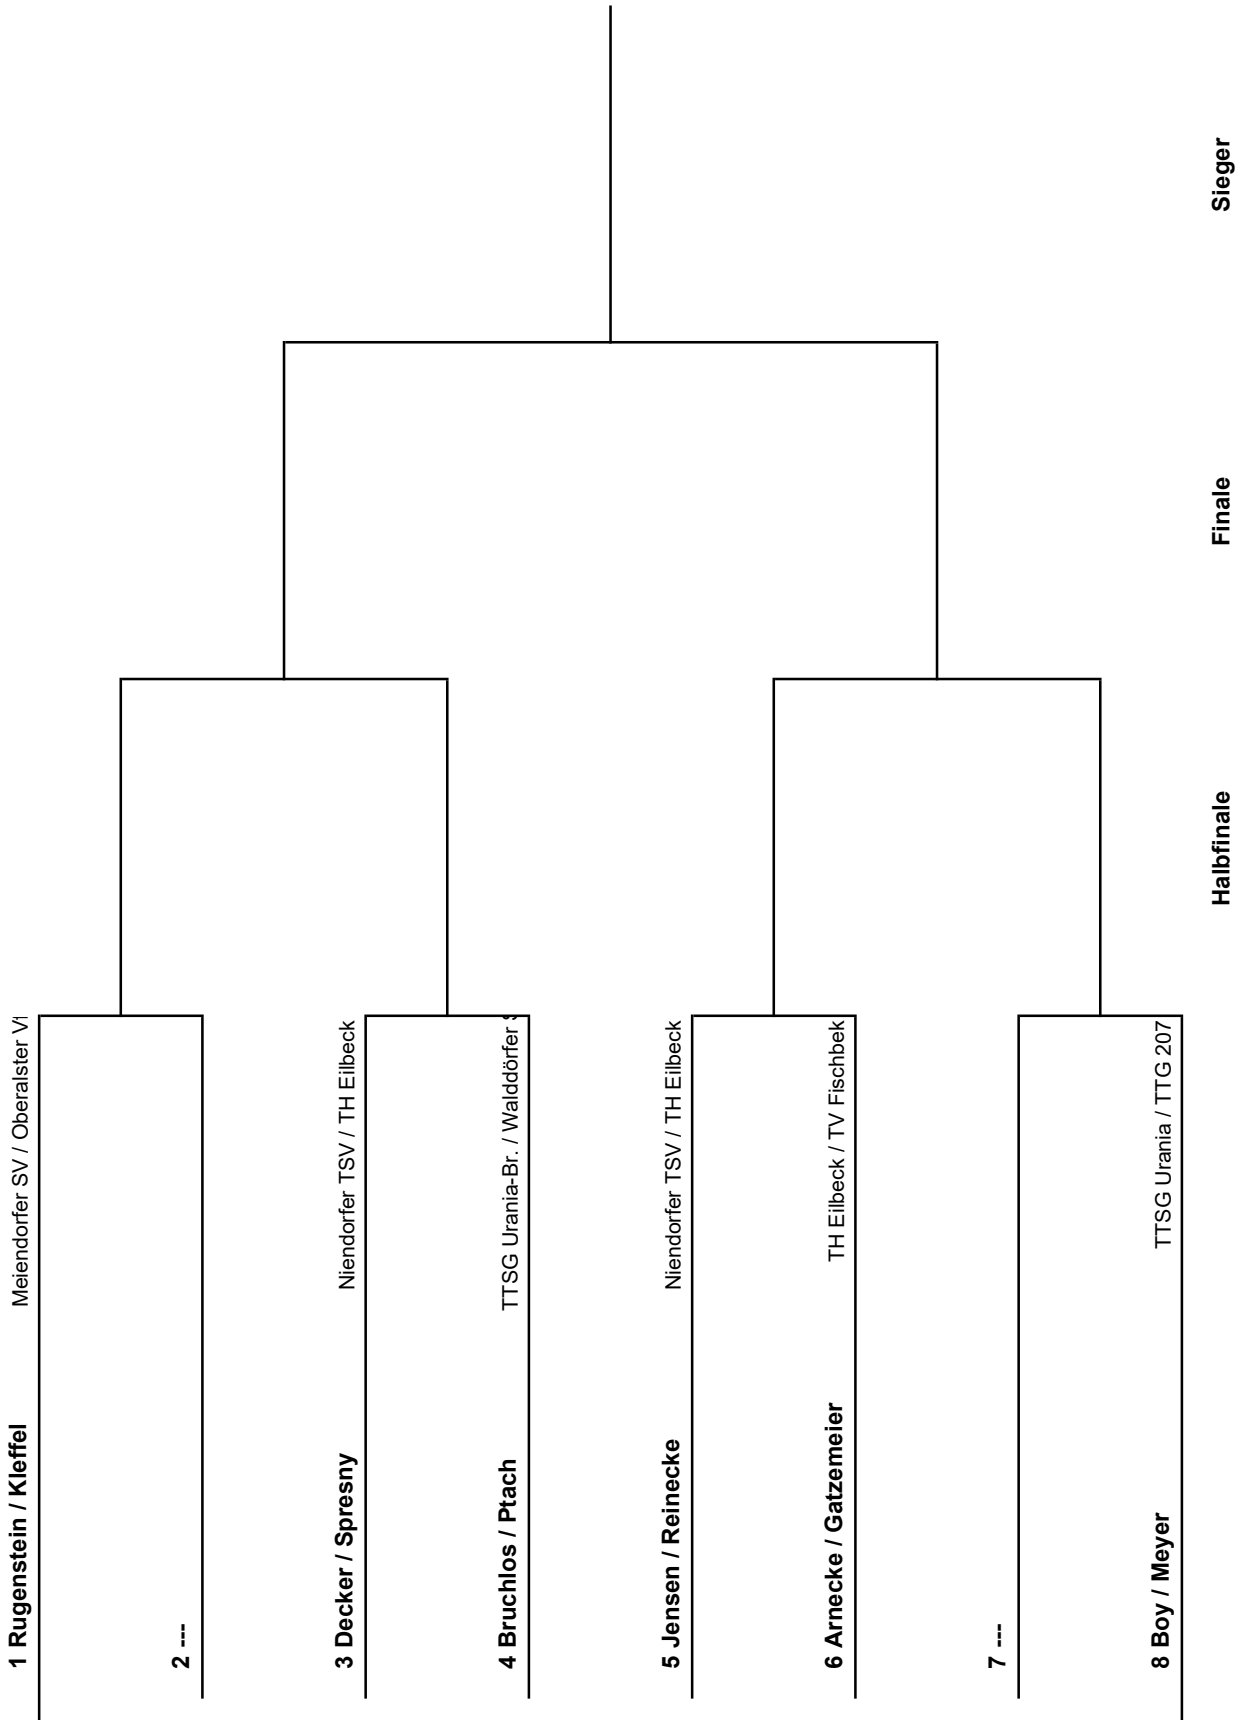 1 Rugenstein / Kleffel Meiendorfer SV / Oberalster
2 ---
3 Decker / Spresny Niendorfer TSV / TH Eilbeck
4 Bruchlos / Ptach TTSG Urania-Br. / Walddörfer
5 Jensen / Reinecke Niendorfer TSV / TH Eilbeck
6 Arnecke / Gatzemeier TH Eilbeck / TV Fischbek
7 ---
8 Boy / Meyer TTSG Urania / TTG 207
Halbfinale Finale Sieger